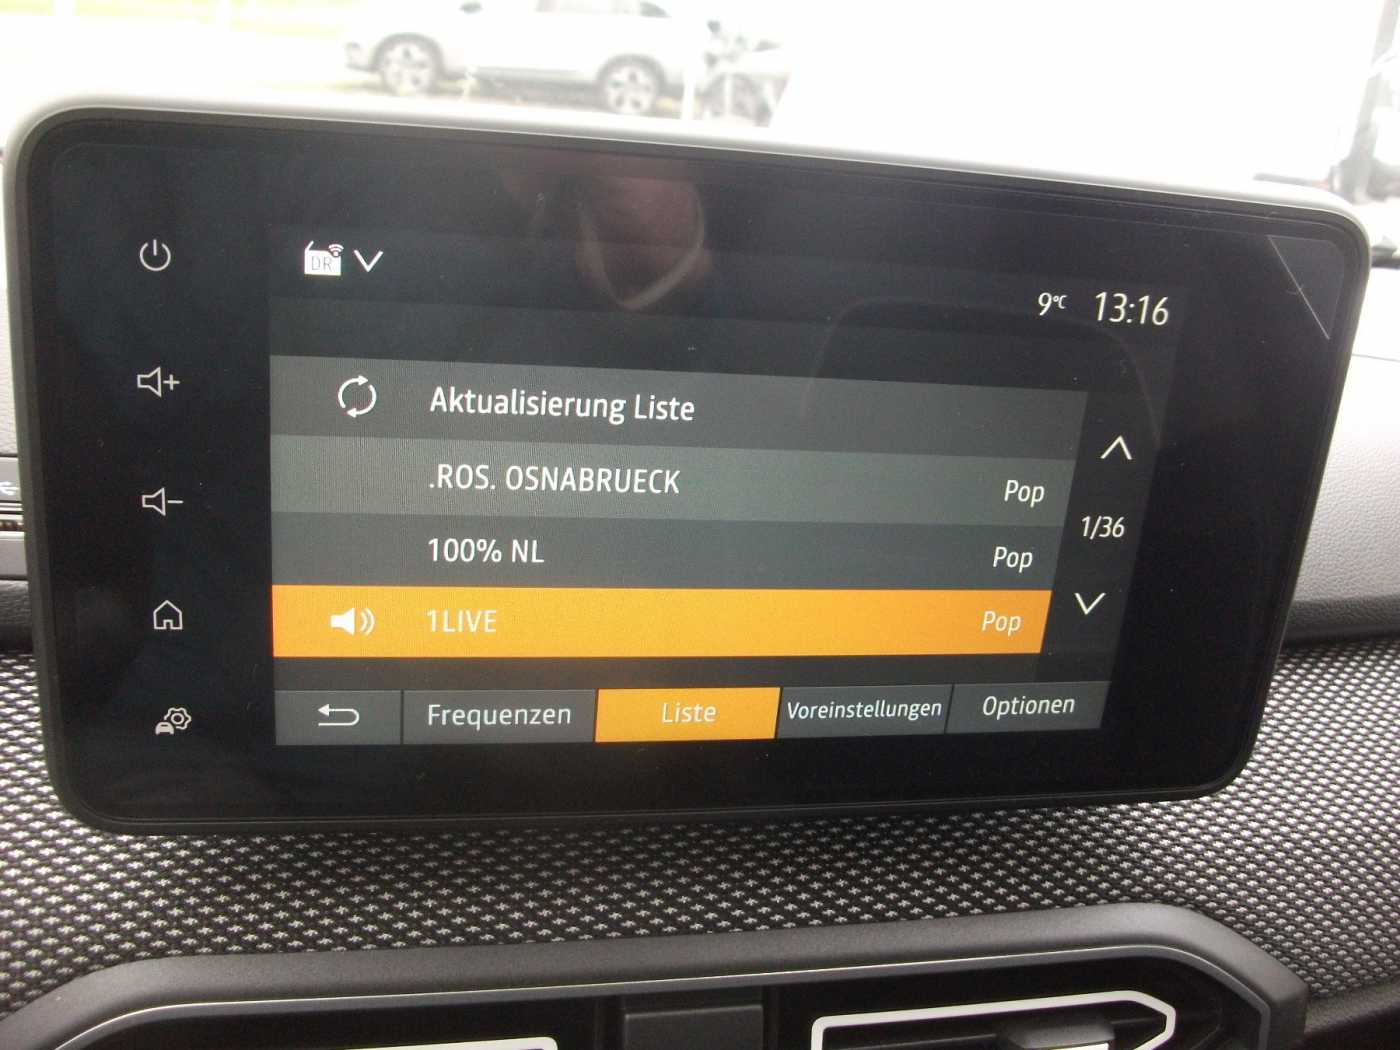 DR
9°C 13:16
Aktualisierung Liste
.ROS. OSNABRUECK Pop
100% NL Pop
1/36
1LIVE Pop
Frequenzen Liste Voreinstellungen Optionen